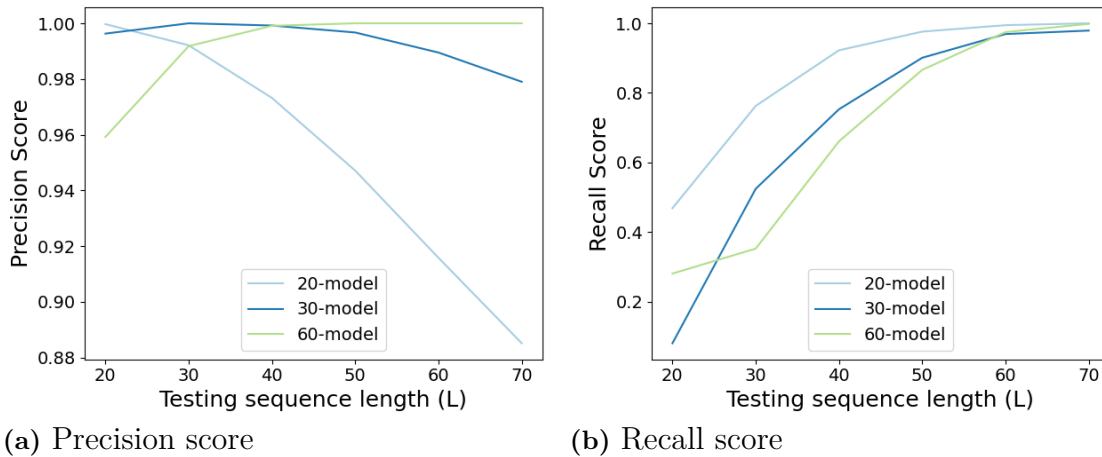 1.00
0.98
0.96
0.94
0.92
0.90
0.88
Precision Score
20-model
30-model
60-model
20 30 40 50 60 70
Testing sequence length (L)
(a) Precision score
1.0
0.8
0.6
0.4
0.2
Recall Score
20-model
30-model
60-model
20 30 40 50 60 70
Testing sequence length (L)
(b) Recall score